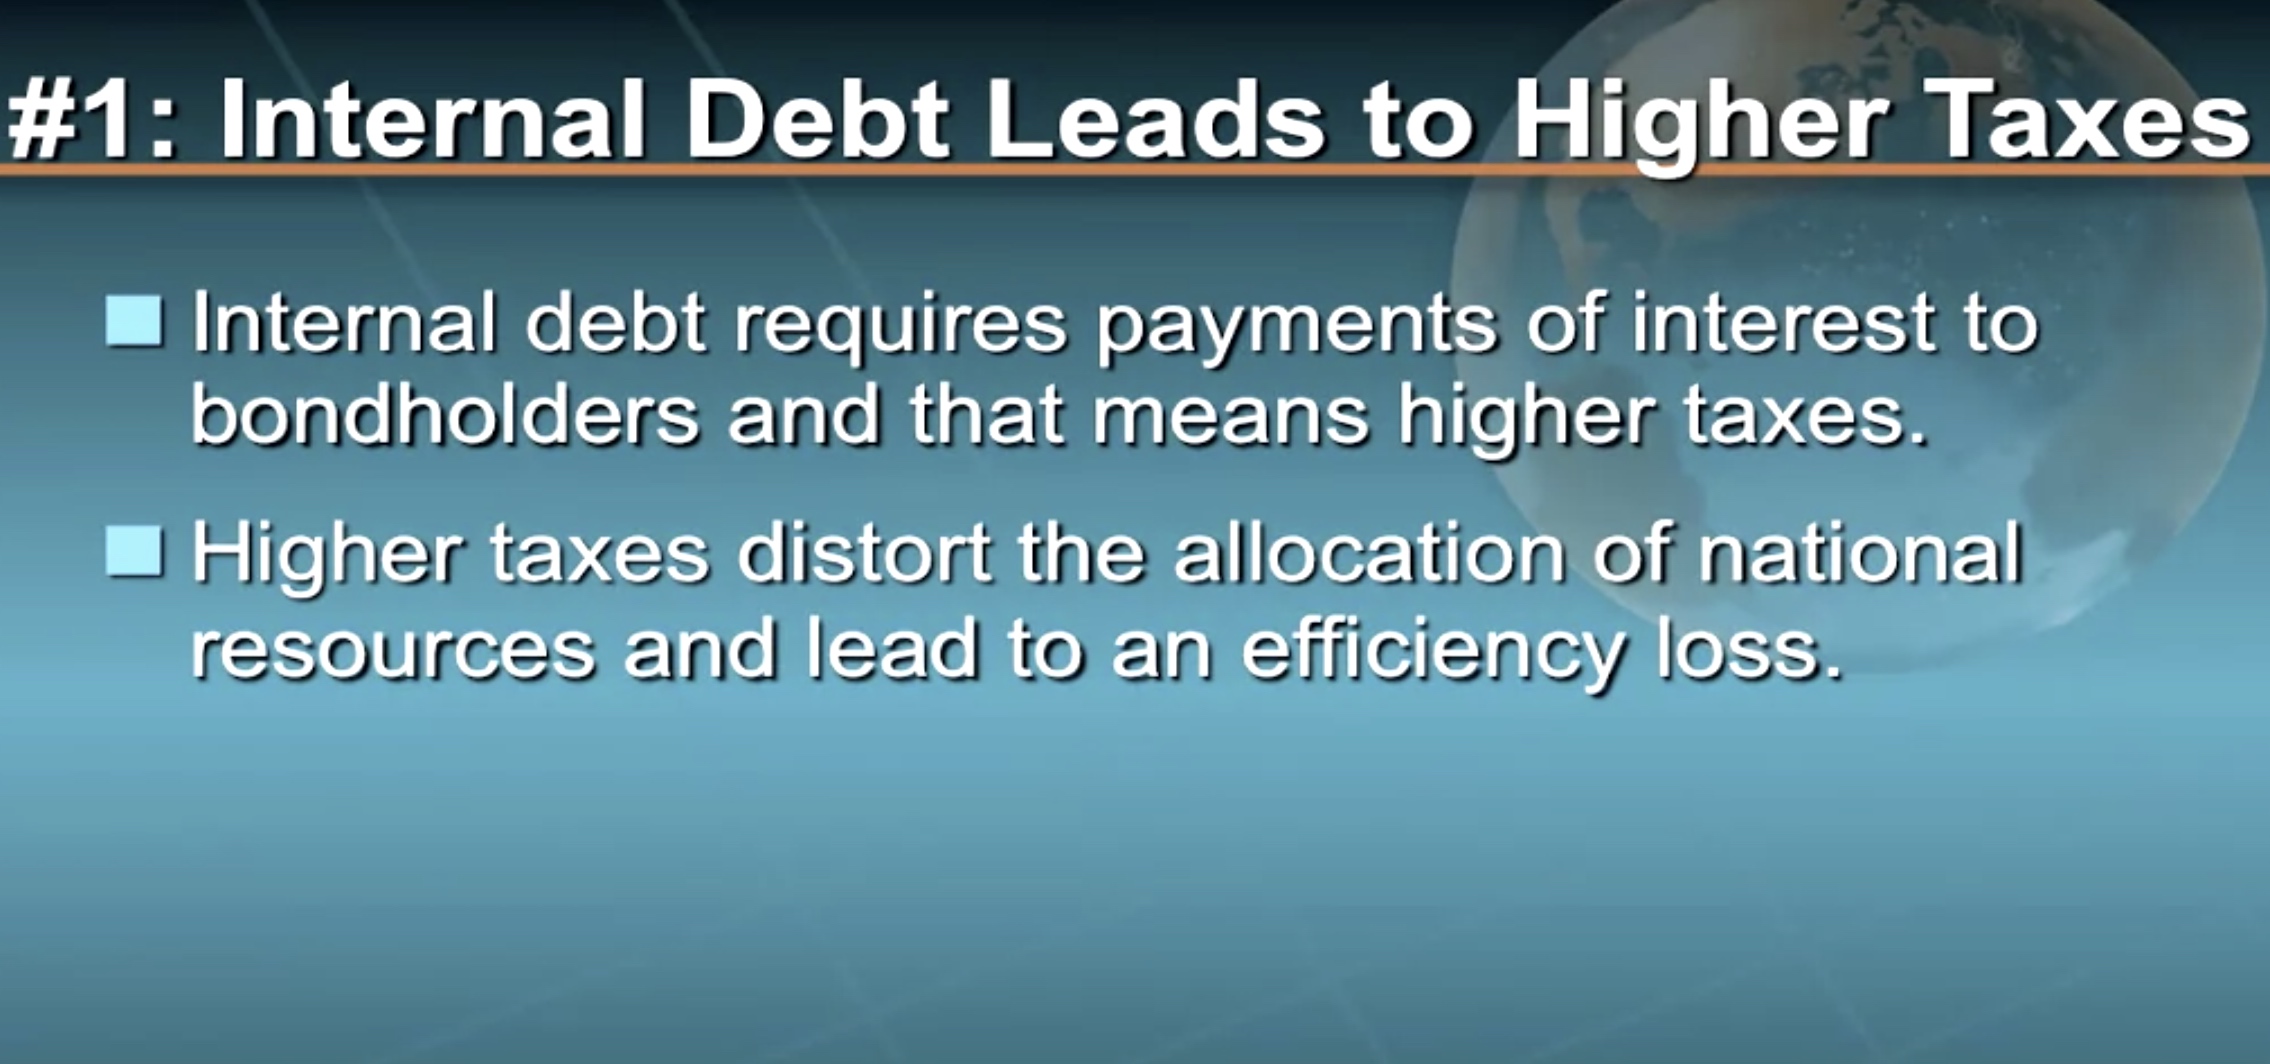 #1: Internal Debt Leads to Higher Taxes
Internal debt requires payments of interest to
bondholders and that means higher taxes.
Higher taxes distort the allocation of national
resources and lead to an efficiency loss.